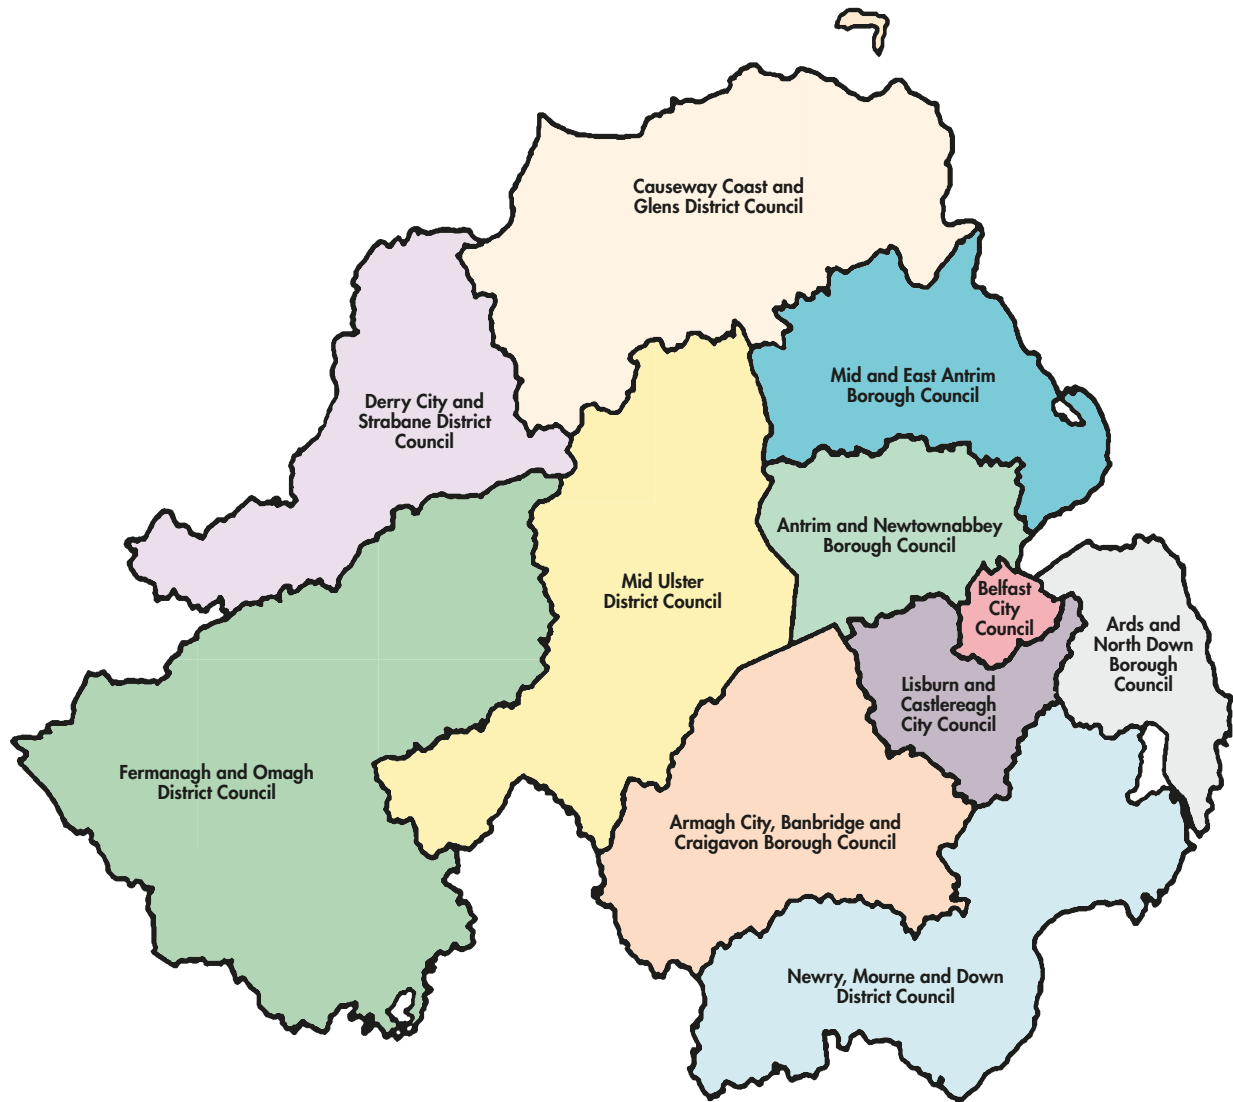 Causeway Coast and
Glens District Council
Mid and East Antrim
Borough Council
Derry City and
Strabane District
Council
Antrim and Newtownabbey
Borough Council
Mid Ulster
District Council
Belfast
City
Council
Ards and
North Down
Borough
Council
Lisburn and
Castlereagh
City Council
Fermanagh and Omagh
District Council
Armagh City, Banbridge and
Craigavon Borough Council
Newry, Mourne and Down
District Council